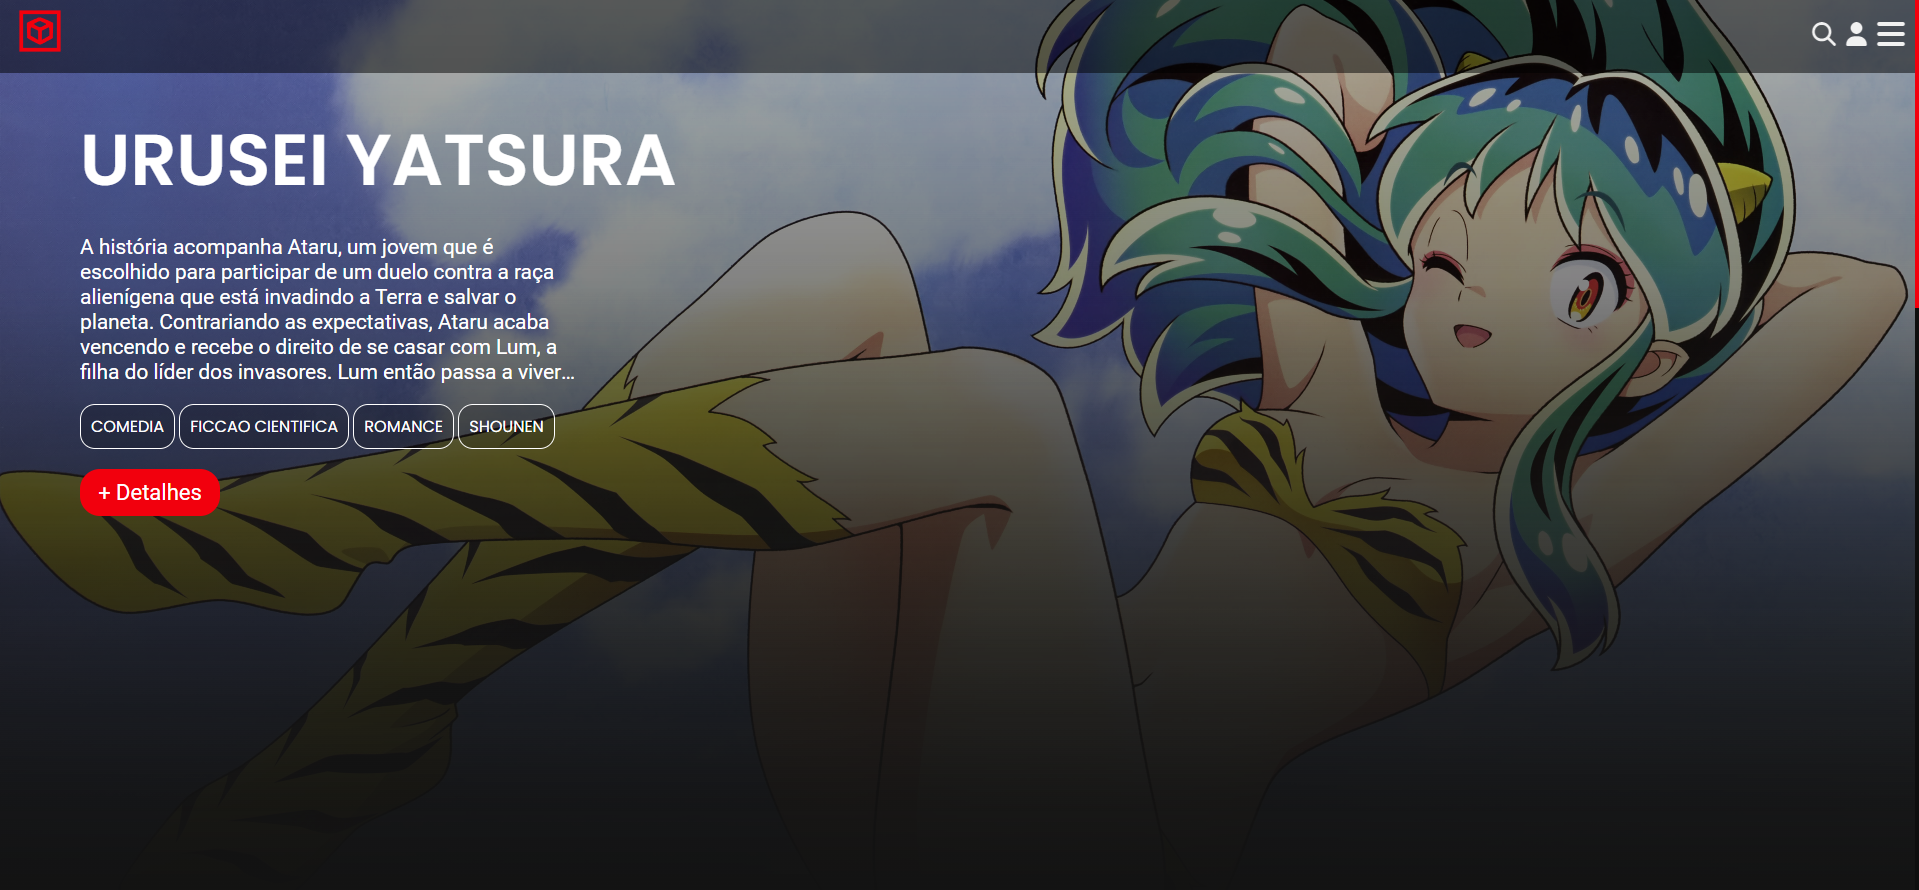 URUSEI YATSURA
A história acompanha Ataru, um jovem que é
escolhido para participar de um duelo contra a raça
alienígena que está invadindo a Terra e salvar o
planeta. Contrariando as expectativas, Ataru acaba
vencendo e recebe o direito de se casar com Lum, a
filha do líder dos invasores. Lum então passa a viver...
COMEDIA FICCAO CIENTIFICA ROMANCE SHOUNEN
+ Detalhes